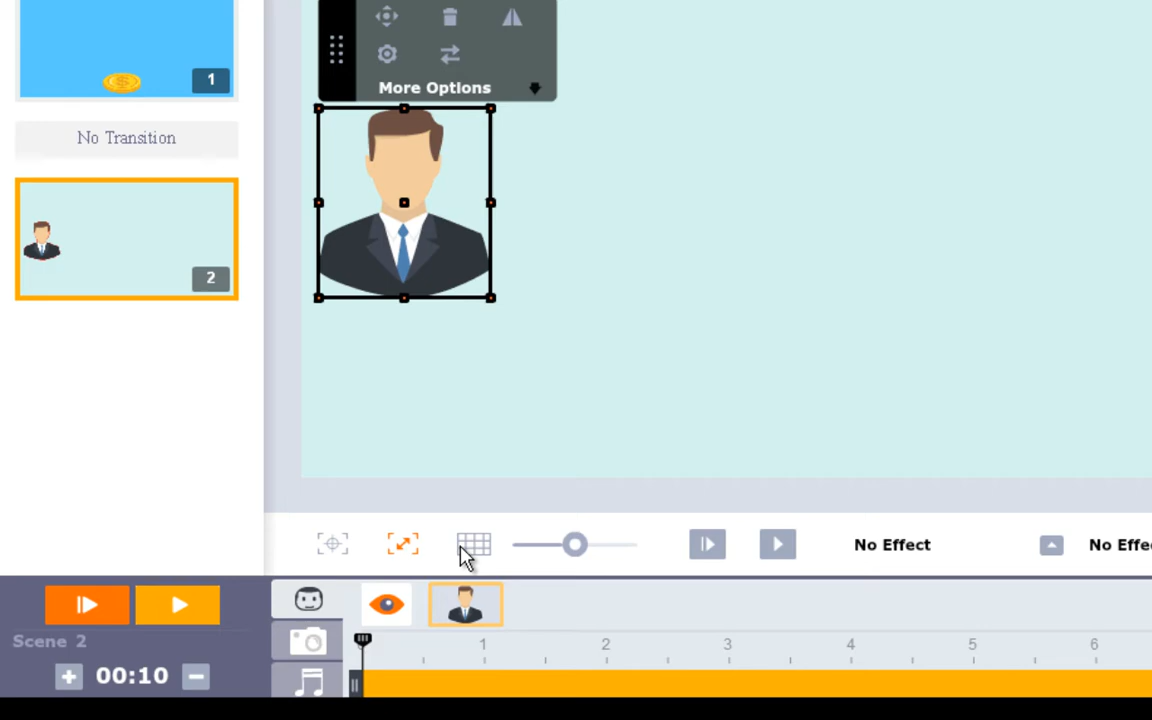 1
No Transition
2
More Options
No Effect
No Effe
Scene 2
00:10
1
2
3
4
5
6